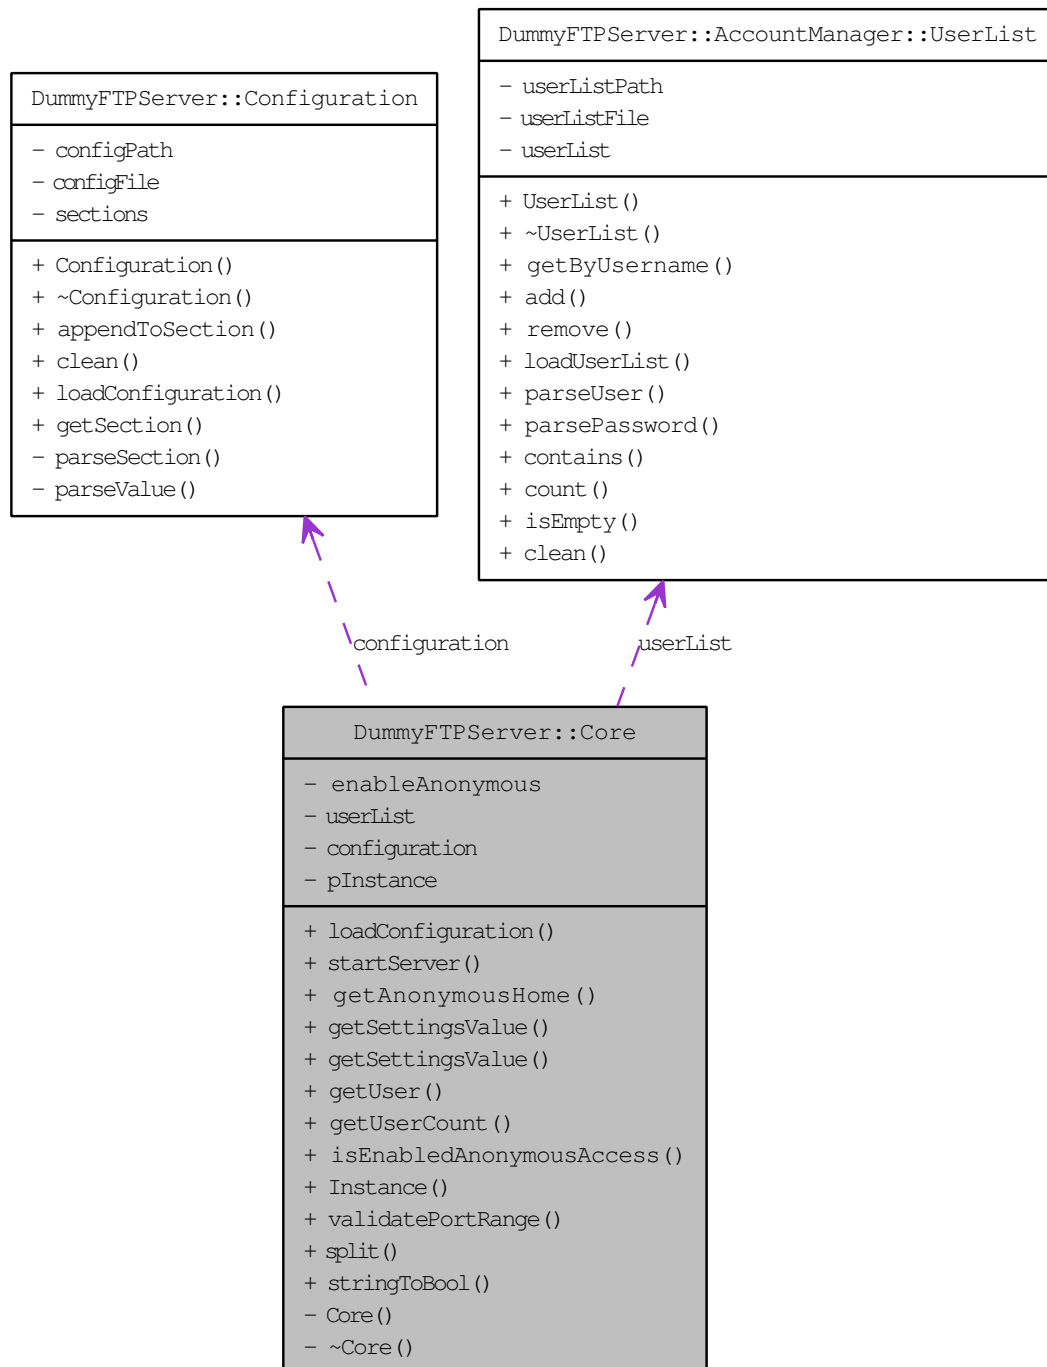 DummyFTPServer::AccountManager::UserList
- userListPath
- userListFile
- userList
+ UserList()
+ ~UserList()
+ getByUsername()
+ add()
+ remove()
+ loadUserList()
+ parseUser()
+ parsePassword()
+ contains()
+ count()
+ isEmpty()
+ clean()
DummyFTPServer::Configuration
- configPath
- configFile
- sections
+ Configuration()
+ ~Configuration()
+ appendToSection()
+ clean()
+ loadConfiguration()
+ getSection()
- parseSection()
- parseValue()
configuration
userList
DummyFTPServer::Core
- enableAnonymous
- userList
- configuration
- pInstance
+ loadConfiguration()
+ startServer()
+ getAnonymousHome()
+ getSettingsValue()
+ getSettingsValue()
+ getUser()
+ getUserCount()
+ isEnabledAnonymousAccess()
+ Instance()
+ validatePortRange()
+ split()
+ stringToBool()
- Core()
- ~Core()